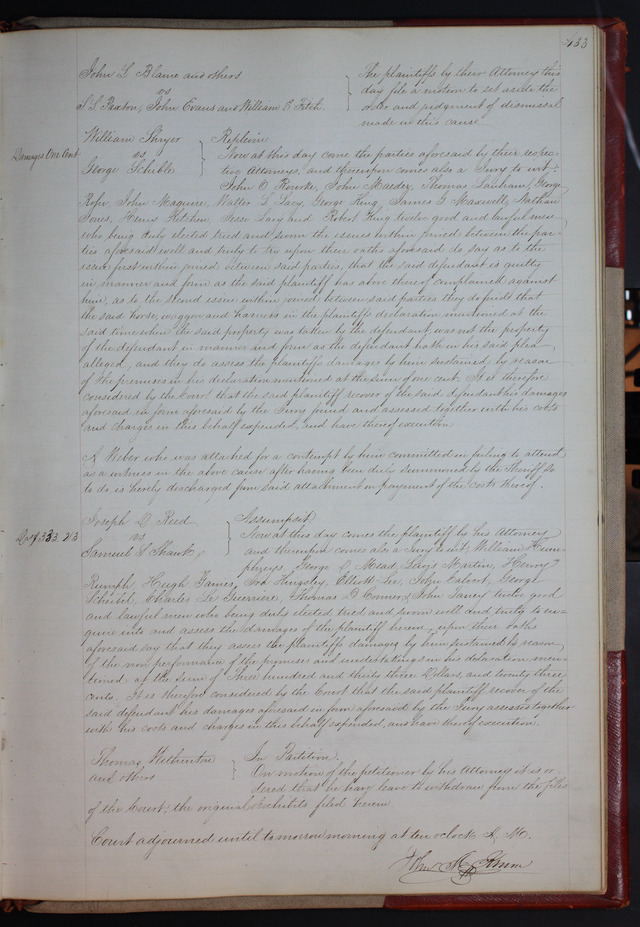 133
John L Blaine and others
vs
S. S. Paxton, John Evans and William R Fitch.
The plaintiffs by their Attorney this
day file a motion to set aside the
order and judgement of dismissal
made in this cause
Damages One Cent
William Shryer
vs
George Scheble
Replevin
Now at this day come the parties aforesaid by their respec-
tive Attorneys, and thereupon comes also a Jury to wit:
John O Rourke, John Maeder, Thomas Lanham, George
Rope, John Maguire, Walter D Lacy, George King, James G Maxwell, Nathan
Jones, Henry Kitchen, Jesse Lacy and Robert King twelve good and lawful men
who being duly elected tried and sworn the issues within joined between the par-
ties aforesaid well and truly to try upon their oaths aforesaid do say as to the
issue first within joined between said parties, that the said defendant is guilty
in manner and form as the said plaintiff has above thereof complained against
him, as to the second issue within joined between said parties they do find that
the said horse, waggon and harness in the plaintiffs declaration mentioned at the
said time when the said property was taken by the defendant, was not the property
of the defendant in manner and form as the defendant hath in his said plea
alleged, and they do assess the plaintiffs damages by him sustained, by reason
of the premises in his declaration mentioned at the sum of one cent. It is therefore
considered by the Court that the said plaintiff recover of the said defendant his damages
aforesaid in form aforesaid by the Jury found and assessed together with his costs
and charges in this behalf expended, and have thereof execution
A Weber who was attached for a contempt by him committed in failing to attend
as a witness in the above cause after having been duly summoned by the Sheriff so
to do is hereby discharged from said attachment on payment of the costs thereof.
333. 23
Joseph D Reed
vs
Samuel S Shawk
Assumpsit
Now at this day comes the plaintiff by his Attorney
and thereupon comes also a Jury to wit, William Hum-
phreys George C Mead Lacy Martin, Henry
Rumph, Hugh James, Ira Kingsley, Elliott Lee, John Calvert, George
Scheibel, Charles La Guerriere, Thomas D Connor, John Janey twelve good
and lawful men who being duly elected tried and sworn well and truly to en-
quire into and assess the damages of the plaintiff herein, upon their oaths
aforesaid say that they assess the plaintiffs damages by him sustained by reason
of the non performance of the promises and undertakings in his declaration men-
tioned, at the Sum of Three hundred and thirty three Dollars, and twenty three
cents. It is therefore considered by the Court that the said plaintiff recover of the
said defendant his damages aforesaid in form aforesaid by the Jury assessed together
with his costs and charges in this behalf expended, and have thereof execution.
Thomas
and others
In Partition
On motion of the petitioner by his Attorney it is or-
dered that he have leave to withdraw from the files
of the Court, the original exhibits filed herein
Court adjourned until tomorrow morning at ten oclock A. M.
John M